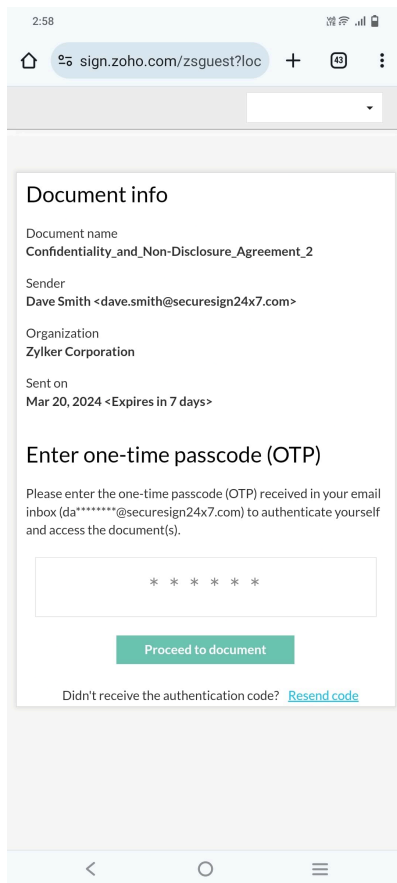 2:58
sign.zoho.com/zsguest?loc
43
Document info
Document name
Confidentiality_and_Non-Disclosure_Agreement_2
Sender
Dave Smith <dave.smith@securesign24x7.com>
Organization
Zylker Corporation
Sent on
Mar 20, 2024 <Expires in 7 days>
Enter one-time passcode (OTP)
Please enter the one-time passcode (OTP) received in your email
inbox (da********@securesign24x7.com) to authenticate yourself
and access the document(s).
* * * * * *
Proceed to document
Didn't receive the authentication code? Resend code